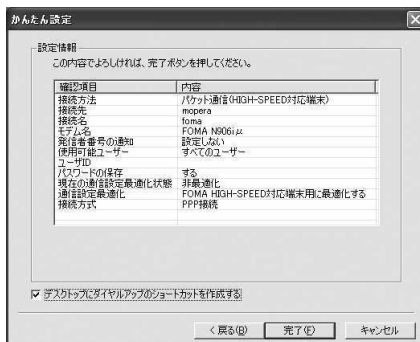 かんたん設定
設定情報
この内容でよろしければ、完了ボタンを押してください。
確認項目 内容
接続方法 パケット通信(HIGH-SPEED対応端末)
接続先 mopera
接続名 foma
モデム名 FOMA N906iμ
発信者番号の通知 設定しない
使用可能ユーザー すべてのユーザー
ユーザID
パスワードの保存 する
現在の通信設定最適化状態 非最適化
通信設定最適化 FOMA HIGH-SPEED対応端末用に最適化する
接続方式 PPP接続
デスクトップにダイヤルアップのショートカットを作成する
< 戻る(B) 完了(F) キャンセル